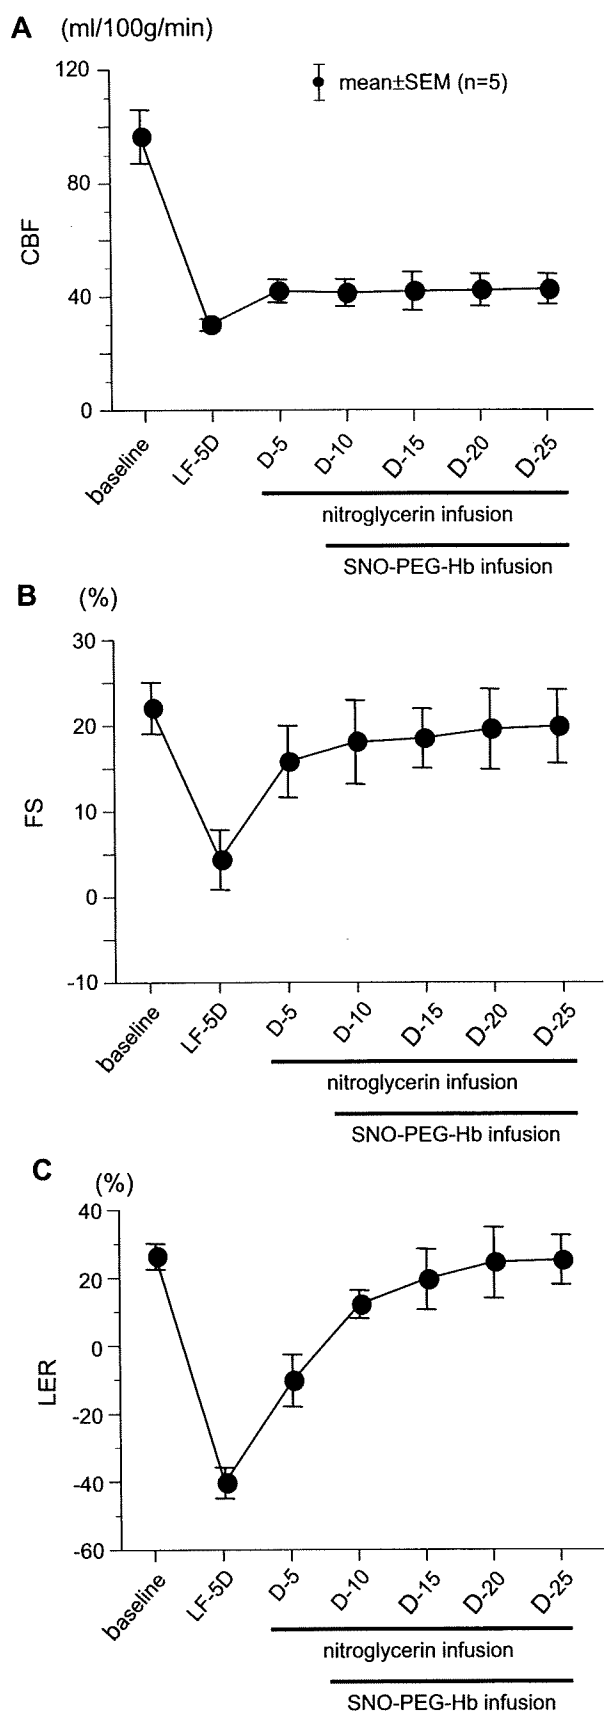 A (ml/100g/min)
120
80
40
0
CBF
mean±SEM (n=5)
baseline LF-5D D-5 D-10 D-15 D-20 D-25
nitroglycerin infusion
SNO-PEG-Hb infusion
B (%)
30
20
10
0
-10
FS
baseline LF-5D D-5 D-10 D-15 D-20 D-25
nitroglycerin infusion
SNO-PEG-Hb infusion
C (%)
40
20
0
-20
-40
-60
LER
baseline LF-5D D-5 D-10 D-15 D-20 D-25
nitroglycerin infusion
SNO-PEG-Hb infusion